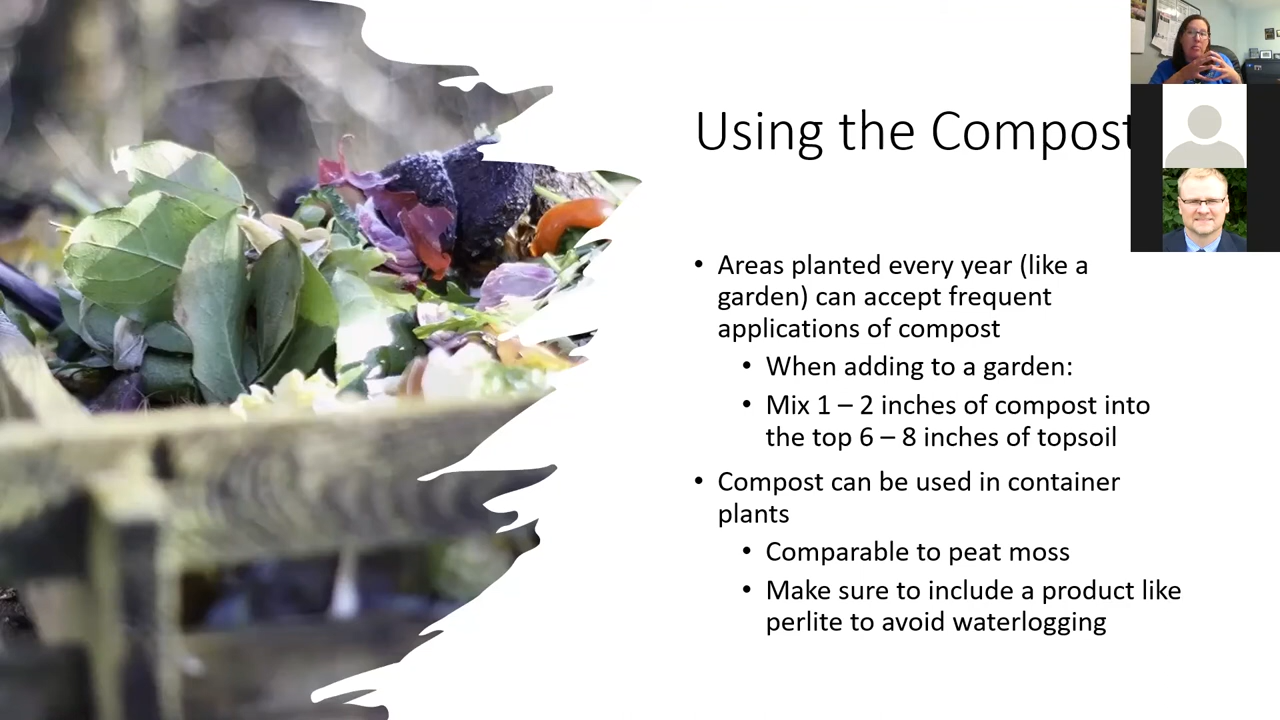 Using the Compost
• Areas planted every year (like a
garden) can accept frequent
applications of compost
• When adding to a garden:
• Mix 1 – 2 inches of compost into
the top 6 – 8 inches of topsoil
• Compost can be used in container
plants
• Comparable to peat moss
• Make sure to include a product like
perlite to avoid waterlogging